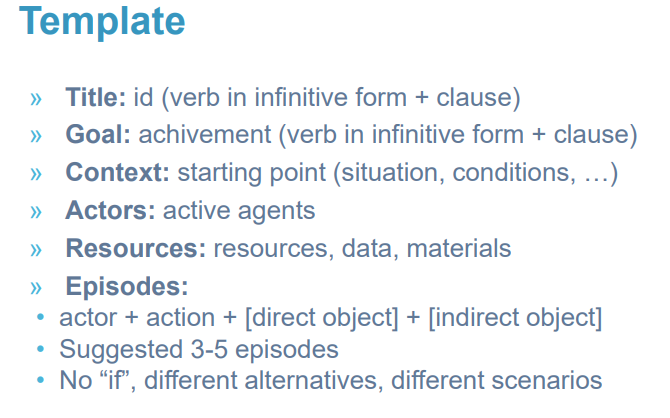 Template
» Title: id (verb in infinitive form + clause)
» Goal: achivement (verb in infinitive form + clause)
» Context: starting point (situation, conditions, …)
» Actors: active agents
» Resources: resources, data, materials
» Episodes:
• actor + action + [direct object] + [indirect object]
• Suggested 3-5 episodes
• No “if”, different alternatives, different scenarios